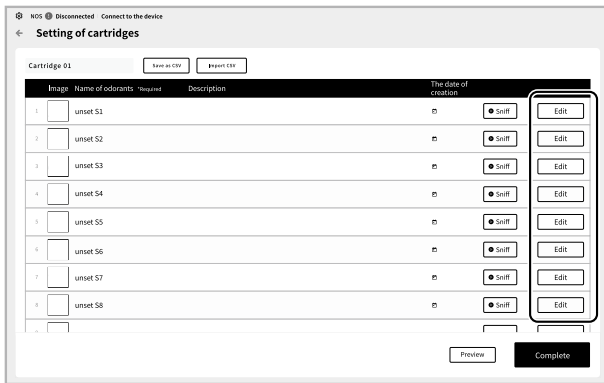 NOS Disconnected Connect to the device
Setting of cartridges
Cartridge 01 Save as CSV Import CSV
Image Name of odorants *Required Description The date of creation
1 unset S1 Sniff Edit
2 unset S2 Sniff Edit
3 unset S3 Sniff Edit
4 unset S4 Sniff Edit
5 unset S5 Sniff Edit
6 unset S6 Sniff Edit
7 unset S7 Sniff Edit
8 unset S8 Sniff Edit
Preview Complete